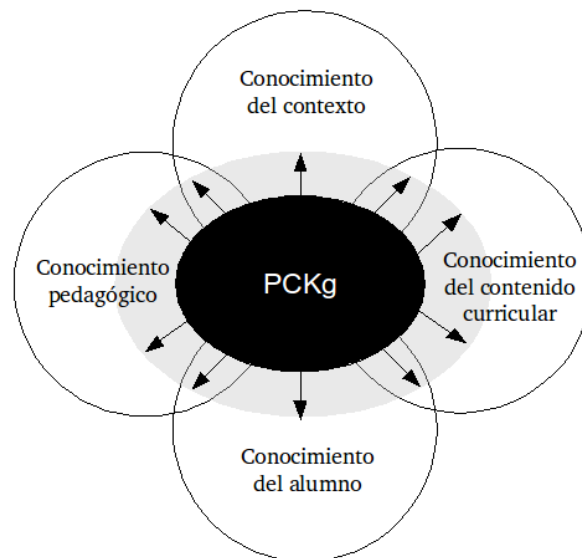 Conocimiento
del contexto
Conocimiento
pedagógico
PCKg
Conocimiento
del contenido
curricular
Conocimiento
del alumno